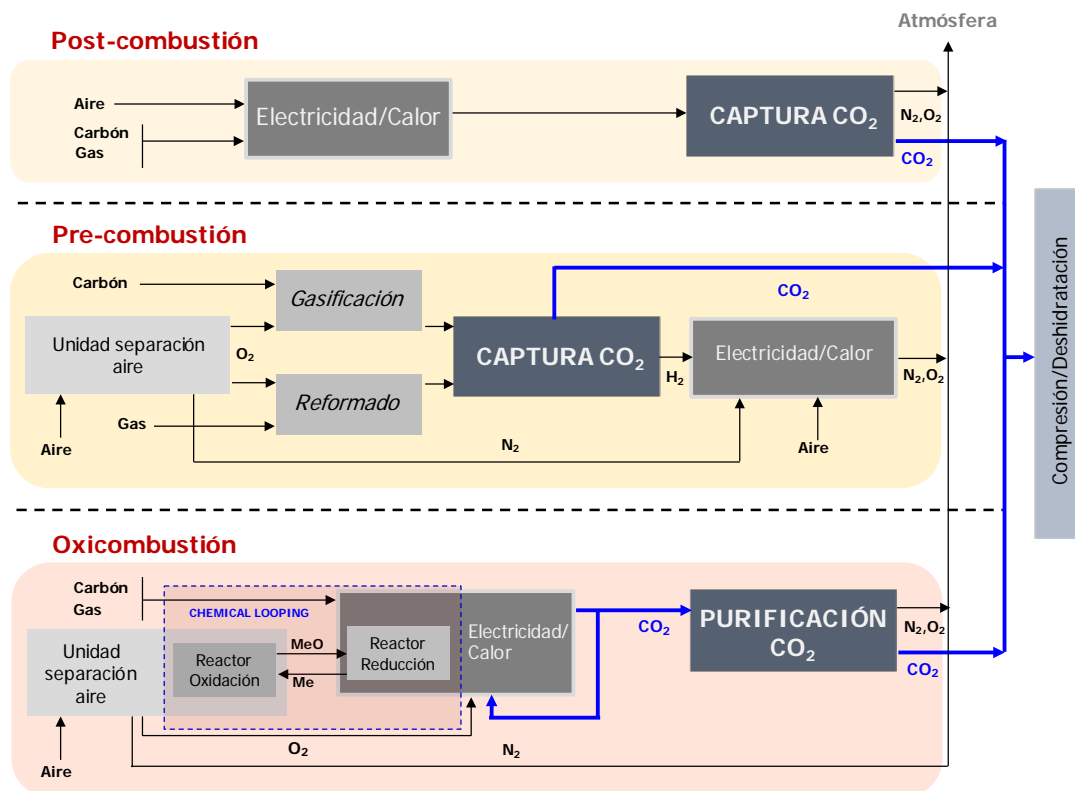 Atmósfera
Post-combustión
Aire
Carbón
Gas
Electricidad/Calor
CAPTURA CO₂
N₂,O₂
CO₂
Pre-combustión
Carbón
Gasificación
CO₂
Unidad separación
aire
O₂
CAPTURA CO₂
H₂
Electricidad/Calor
N₂,O₂
Reformado
Gas
Aire
N₂
Aire
Compresión/Deshidratación
Oxicombustión
Carbón
Gas
CHEMICAL LOOPING
Unidad
separación
aire
Reactor
Oxidación
MeO
Me
Reactor
Reducción
Electricidad/
Calor
CO₂
PURIFICACIÓN
CO₂
N₂,O₂
CO₂
O₂
N₂
Aire